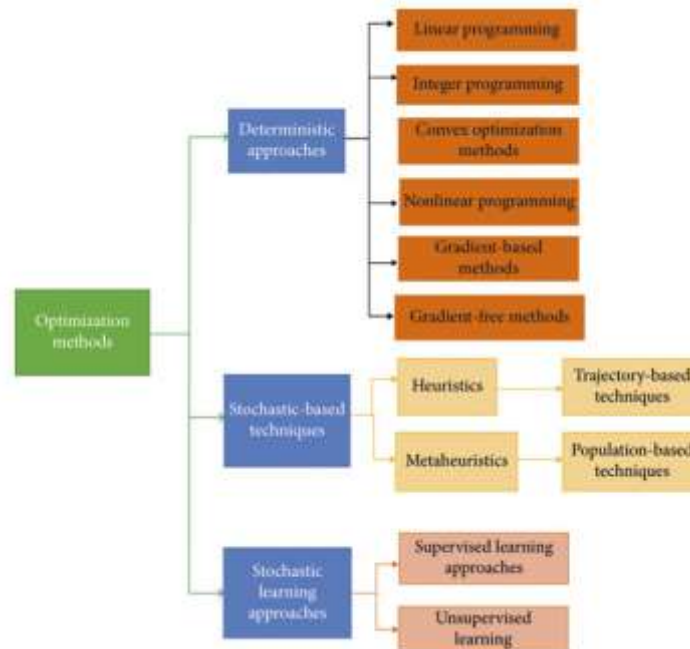 Linear programming
Integer programming
Deterministic
approaches
Convex optimization
methods
Nonlinear programming
Gradient-based
methods
Gradient-free methods
Optimization
methods
Stochastic-based
techniques
Heuristics
Trajectory-based
techniques
Metaheuristics
Population-based
techniques
Stochastic
learning
approaches
Supervised learning
approaches
Unsupervised
learning